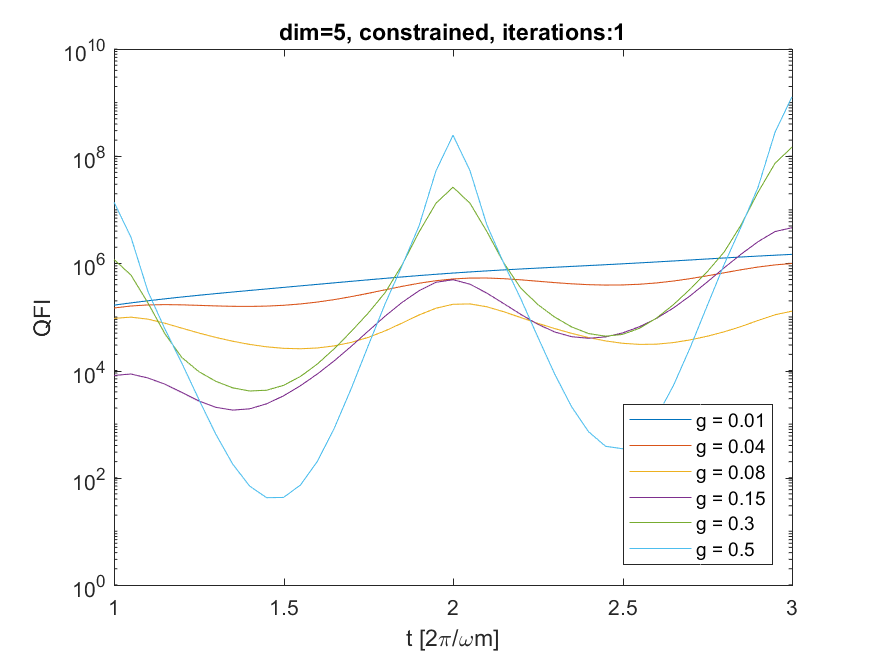 dim=5, constrained, iterations:1
10^10
10^8
10^6
10^4
10^2
10^0
QFI
1
1.5
2
2.5
3
t [2π/ωm]
g = 0.01
g = 0.04
g = 0.08
g = 0.15
g = 0.3
g = 0.5